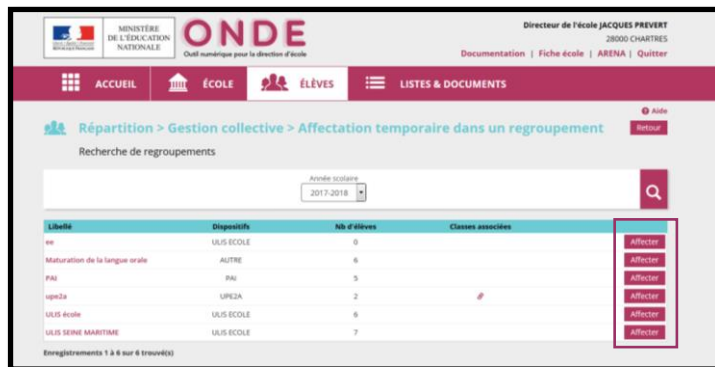 MINISTÈRE
DE L'ÉDUCATION
NATIONALE
ONDE
Outil numérique pour la direction d'école
Directeur de l'école JACQUES PREVERT
28000 CHARTRES
Documentation | Fiche école | ARENA | Quitter
ACCUEIL ÉCOLE ÉLÈVES LISTES & DOCUMENTS
Aide
Répartition > Gestion collective > Affectation temporaire dans un regroupement Retour
Recherche de regroupements
Année scolaire
2017-2018
Libellé Dispositifs Nb d'élèves Classes associées
ee ULIS ECOLE 0 Affecter
Maturation de la langue orale AUTRE 6 Affecter
PAI PAI 5 Affecter
upe2a UPE2A 2 Affecter
ULIS école ULIS ECOLE 6 Affecter
ULIS SEINE MARITIME ULIS ECOLE 7 Affecter
Enregistrements 1 à 6 sur 6 trouvé(s)